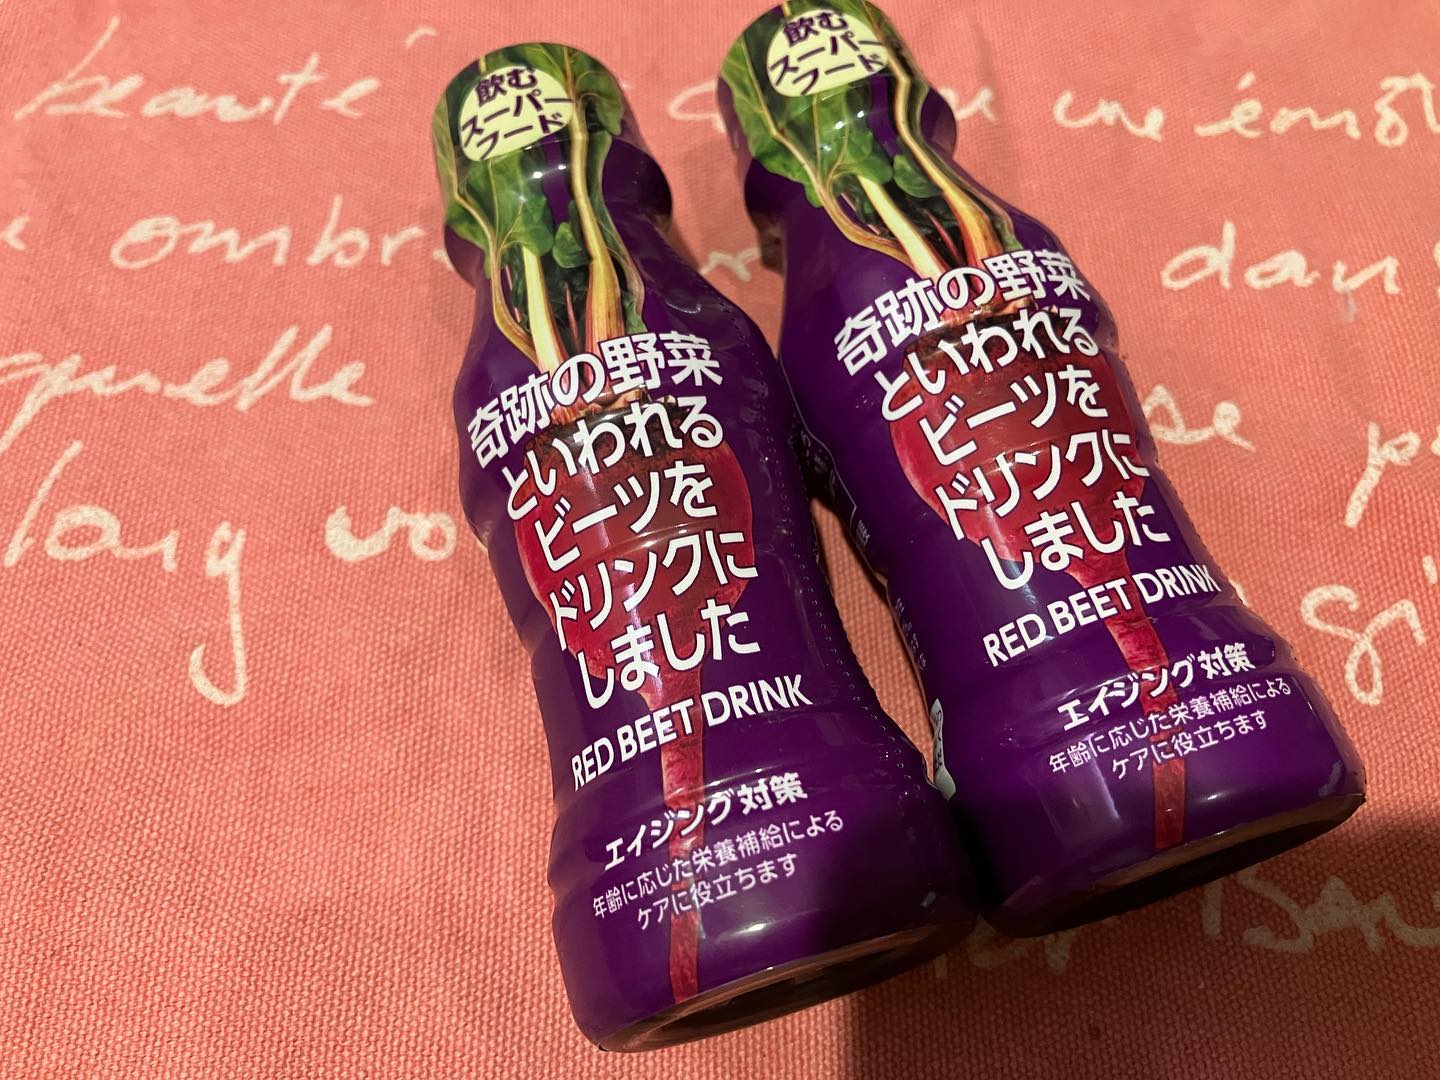 飲む
スーパー
フード
奇跡の野菜
といわれる
ビーツを
ドリンクに
しました
RED BEET DRINK
エイジング対策
年齢に応じた栄養補給による
ケアに役立ちます
飲む
スーパー
フード
奇跡の野菜
といわれる
ビーツを
ドリンクに
しました
RED BEET DRINK
エイジング対策
年齢に応じた栄養補給による
ケアに役立ちます
beauté
une
dans